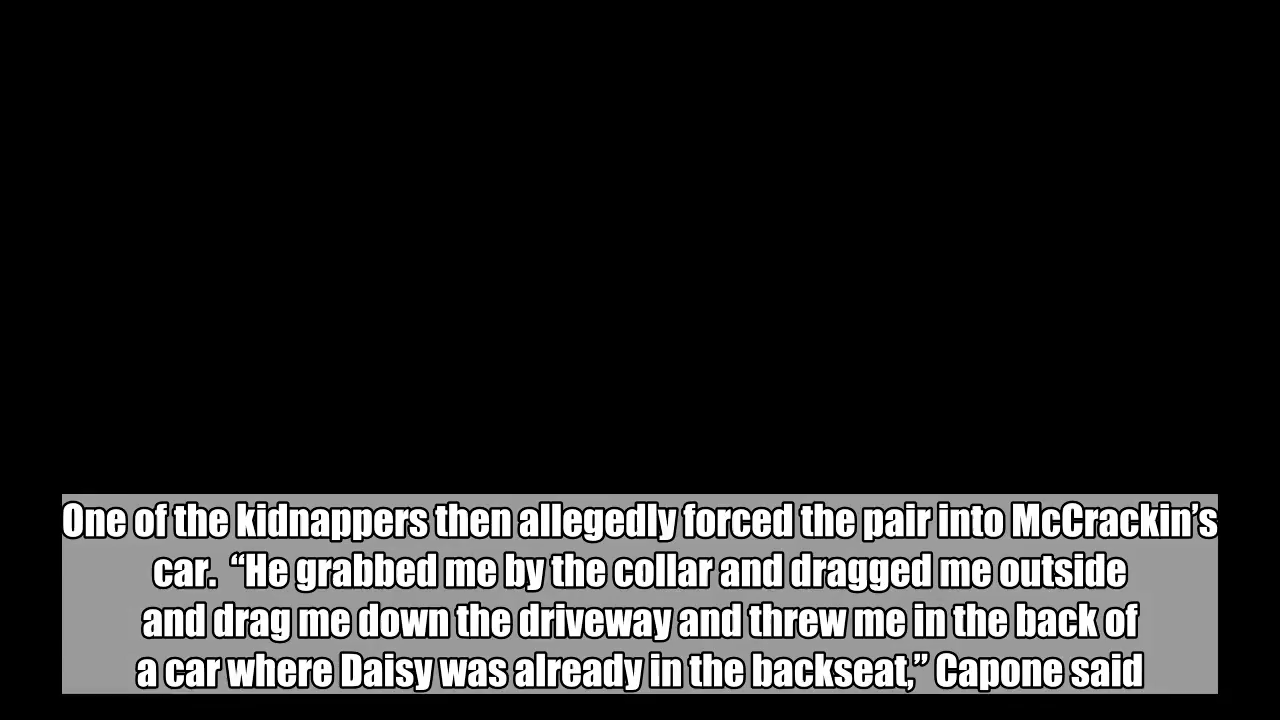 One of the kidnappers then allegedly forced the pair into McCrackin’s
car.  “He grabbed me by the collar and dragged me outside
and drag me down the driveway and threw me in the back of
a car where Daisy was already in the backseat,” Capone said